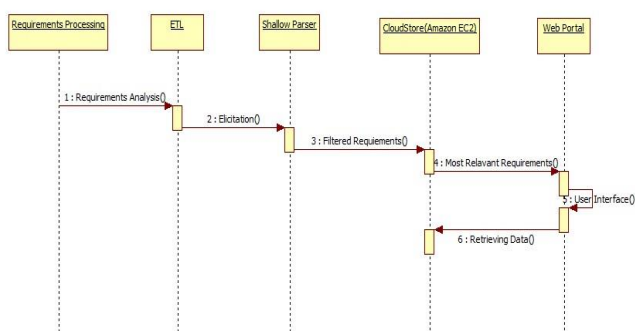 Requirements Processing
ETL
Shallow Parser
CloudStore(Amazon EC2)
Web Portal
1 : Requirements Analysis()
2 : Elicitation()
3 : Filtered Requiements()
4 : Most Relavant Requirements()
5 : User Interface()
6 : Retrieving Data()